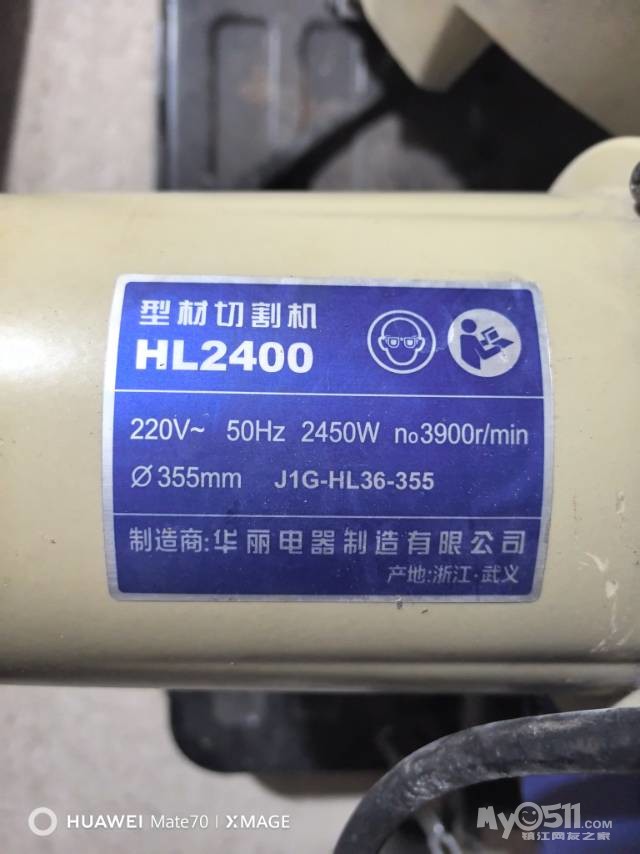 型材切割机
HL2400
220V~ 50Hz 2450W no3900r/min
Ø355mm J1G-HL36-355
制造商:华丽电器制造有限公司
产地:浙江·武义
HUAWEI Mate70 | XMAGE
My0511.COM
镇江网友之家